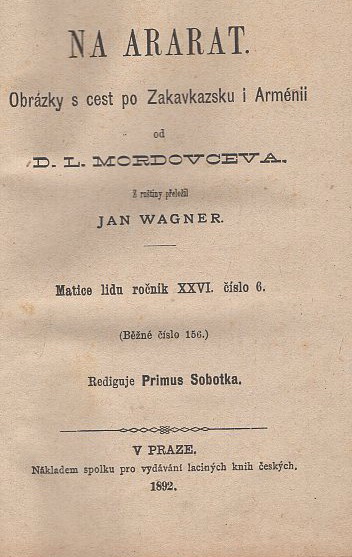 NA ARARAT.
Obrázky s cest po Zakavkazsku i Arménii
od
D. L. MORDOVCEVA.
Z ruštiny přeložil
JAN WAGNER.
Matice lidu ročník XXVI. číslo 6.
(Běžné číslo 156.)
Rediguje Primus Sobotka.
V PRAZE.
Nákladem spolku pro vydávání laciných knih českých.
1892.